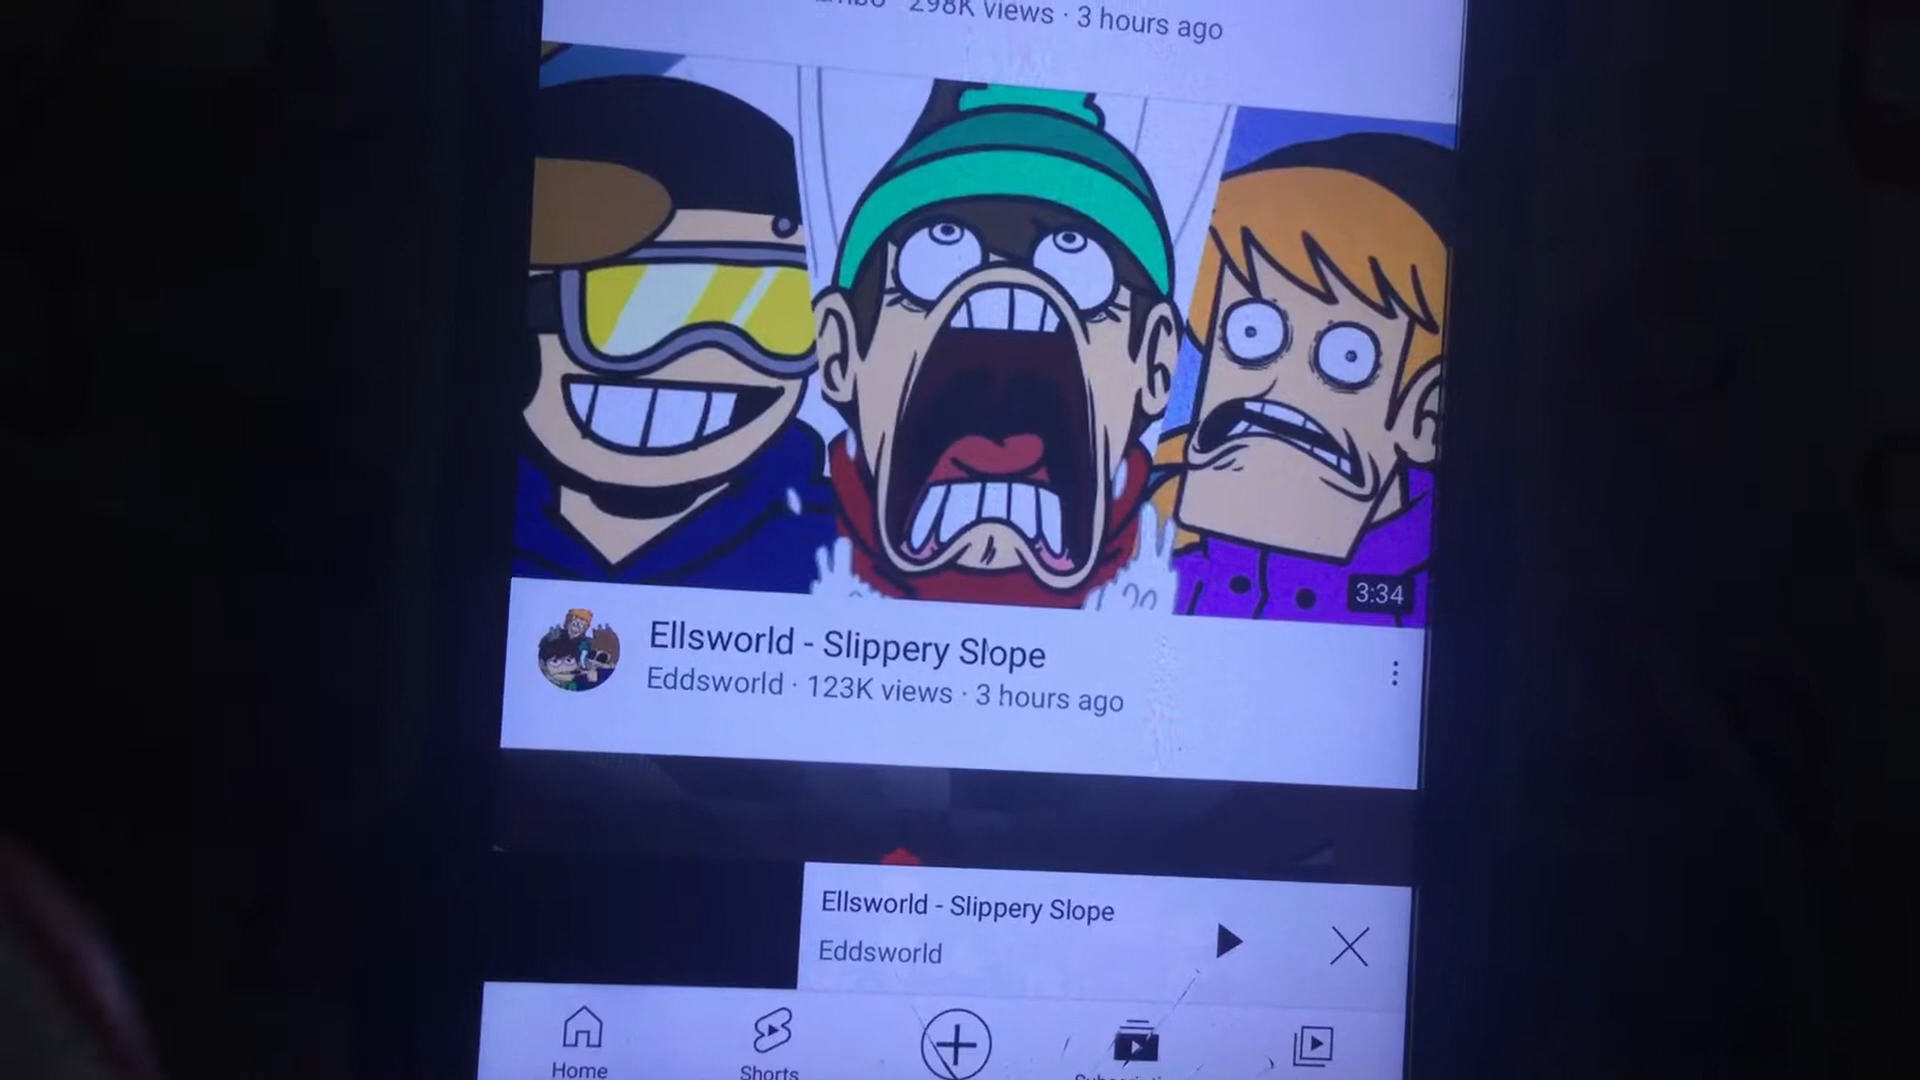 298K views · 3 hours ago
3:34
Ellsworld - Slippery Slope
Eddsworld · 123K views · 3 hours ago
Ellsworld - Slippery Slope
Eddsworld
Home
Shorts